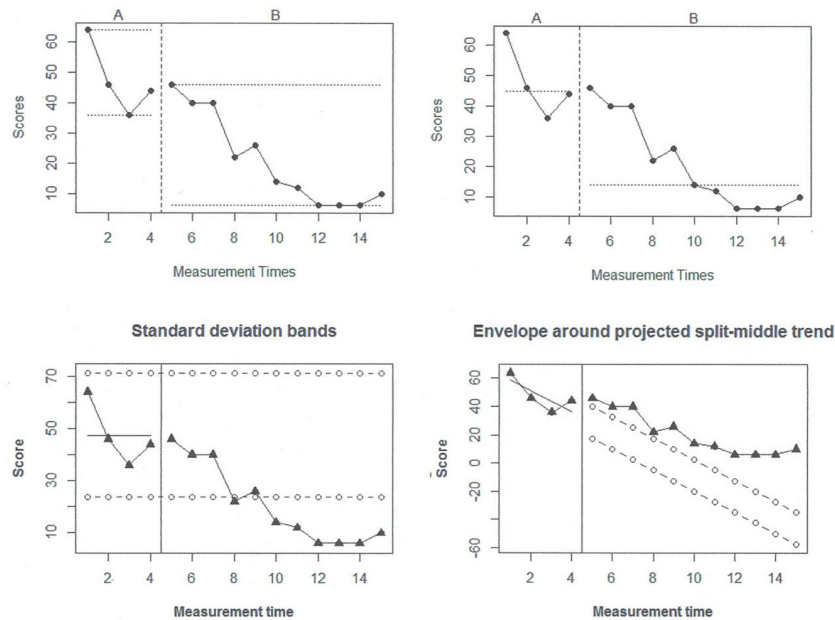 A B
60
50
40
30
20
10
Scores
2 4 6 8 10 12 14
Measurement Times
A B
60
50
40
30
20
10
Scores
2 4 6 8 10 12 14
Measurement Times
Standard deviation bands
70
50
30
10
Score
2 4 6 8 10 12 14
Measurement time
Envelope around projected split-middle trend
60
40
20
0
-20
-60
Score
2 4 6 8 10 12 14
Measurement time